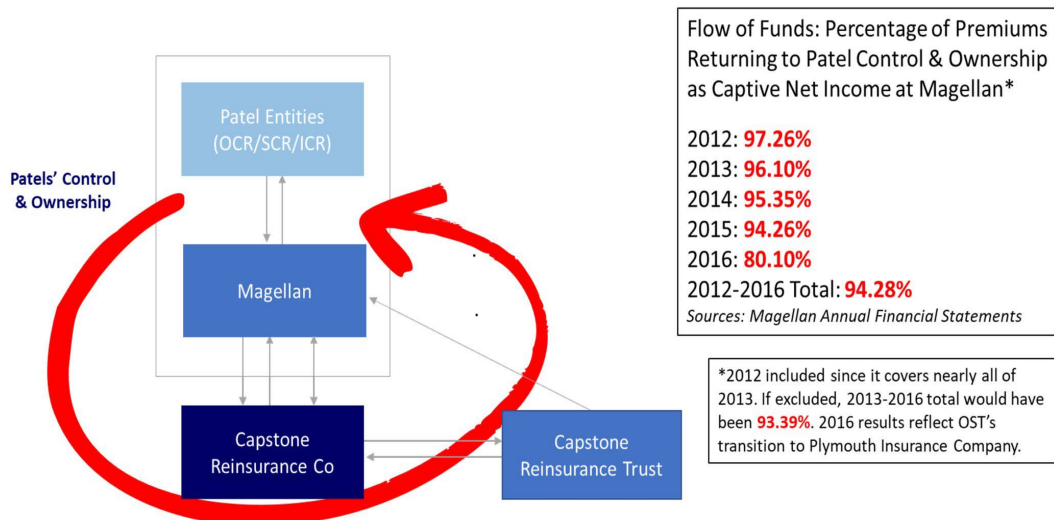 Patel Entities
(OCR/SCR/ICR)
Patels' Control
& Ownership
Magellan
Capstone
Reinsurance Co
Capstone
Reinsurance Trust
Flow of Funds: Percentage of Premiums
Returning to Patel Control & Ownership
as Captive Net Income at Magellan*
2012: 97.26%
2013: 96.10%
2014: 95.35%
2015: 94.26%
2016: 80.10%
2012-2016 Total: 94.28%
Sources: Magellan Annual Financial Statements
*2012 included since it covers nearly all of
2013. If excluded, 2013-2016 total would have
been 93.39%. 2016 results reflect OST's
transition to Plymouth Insurance Company.